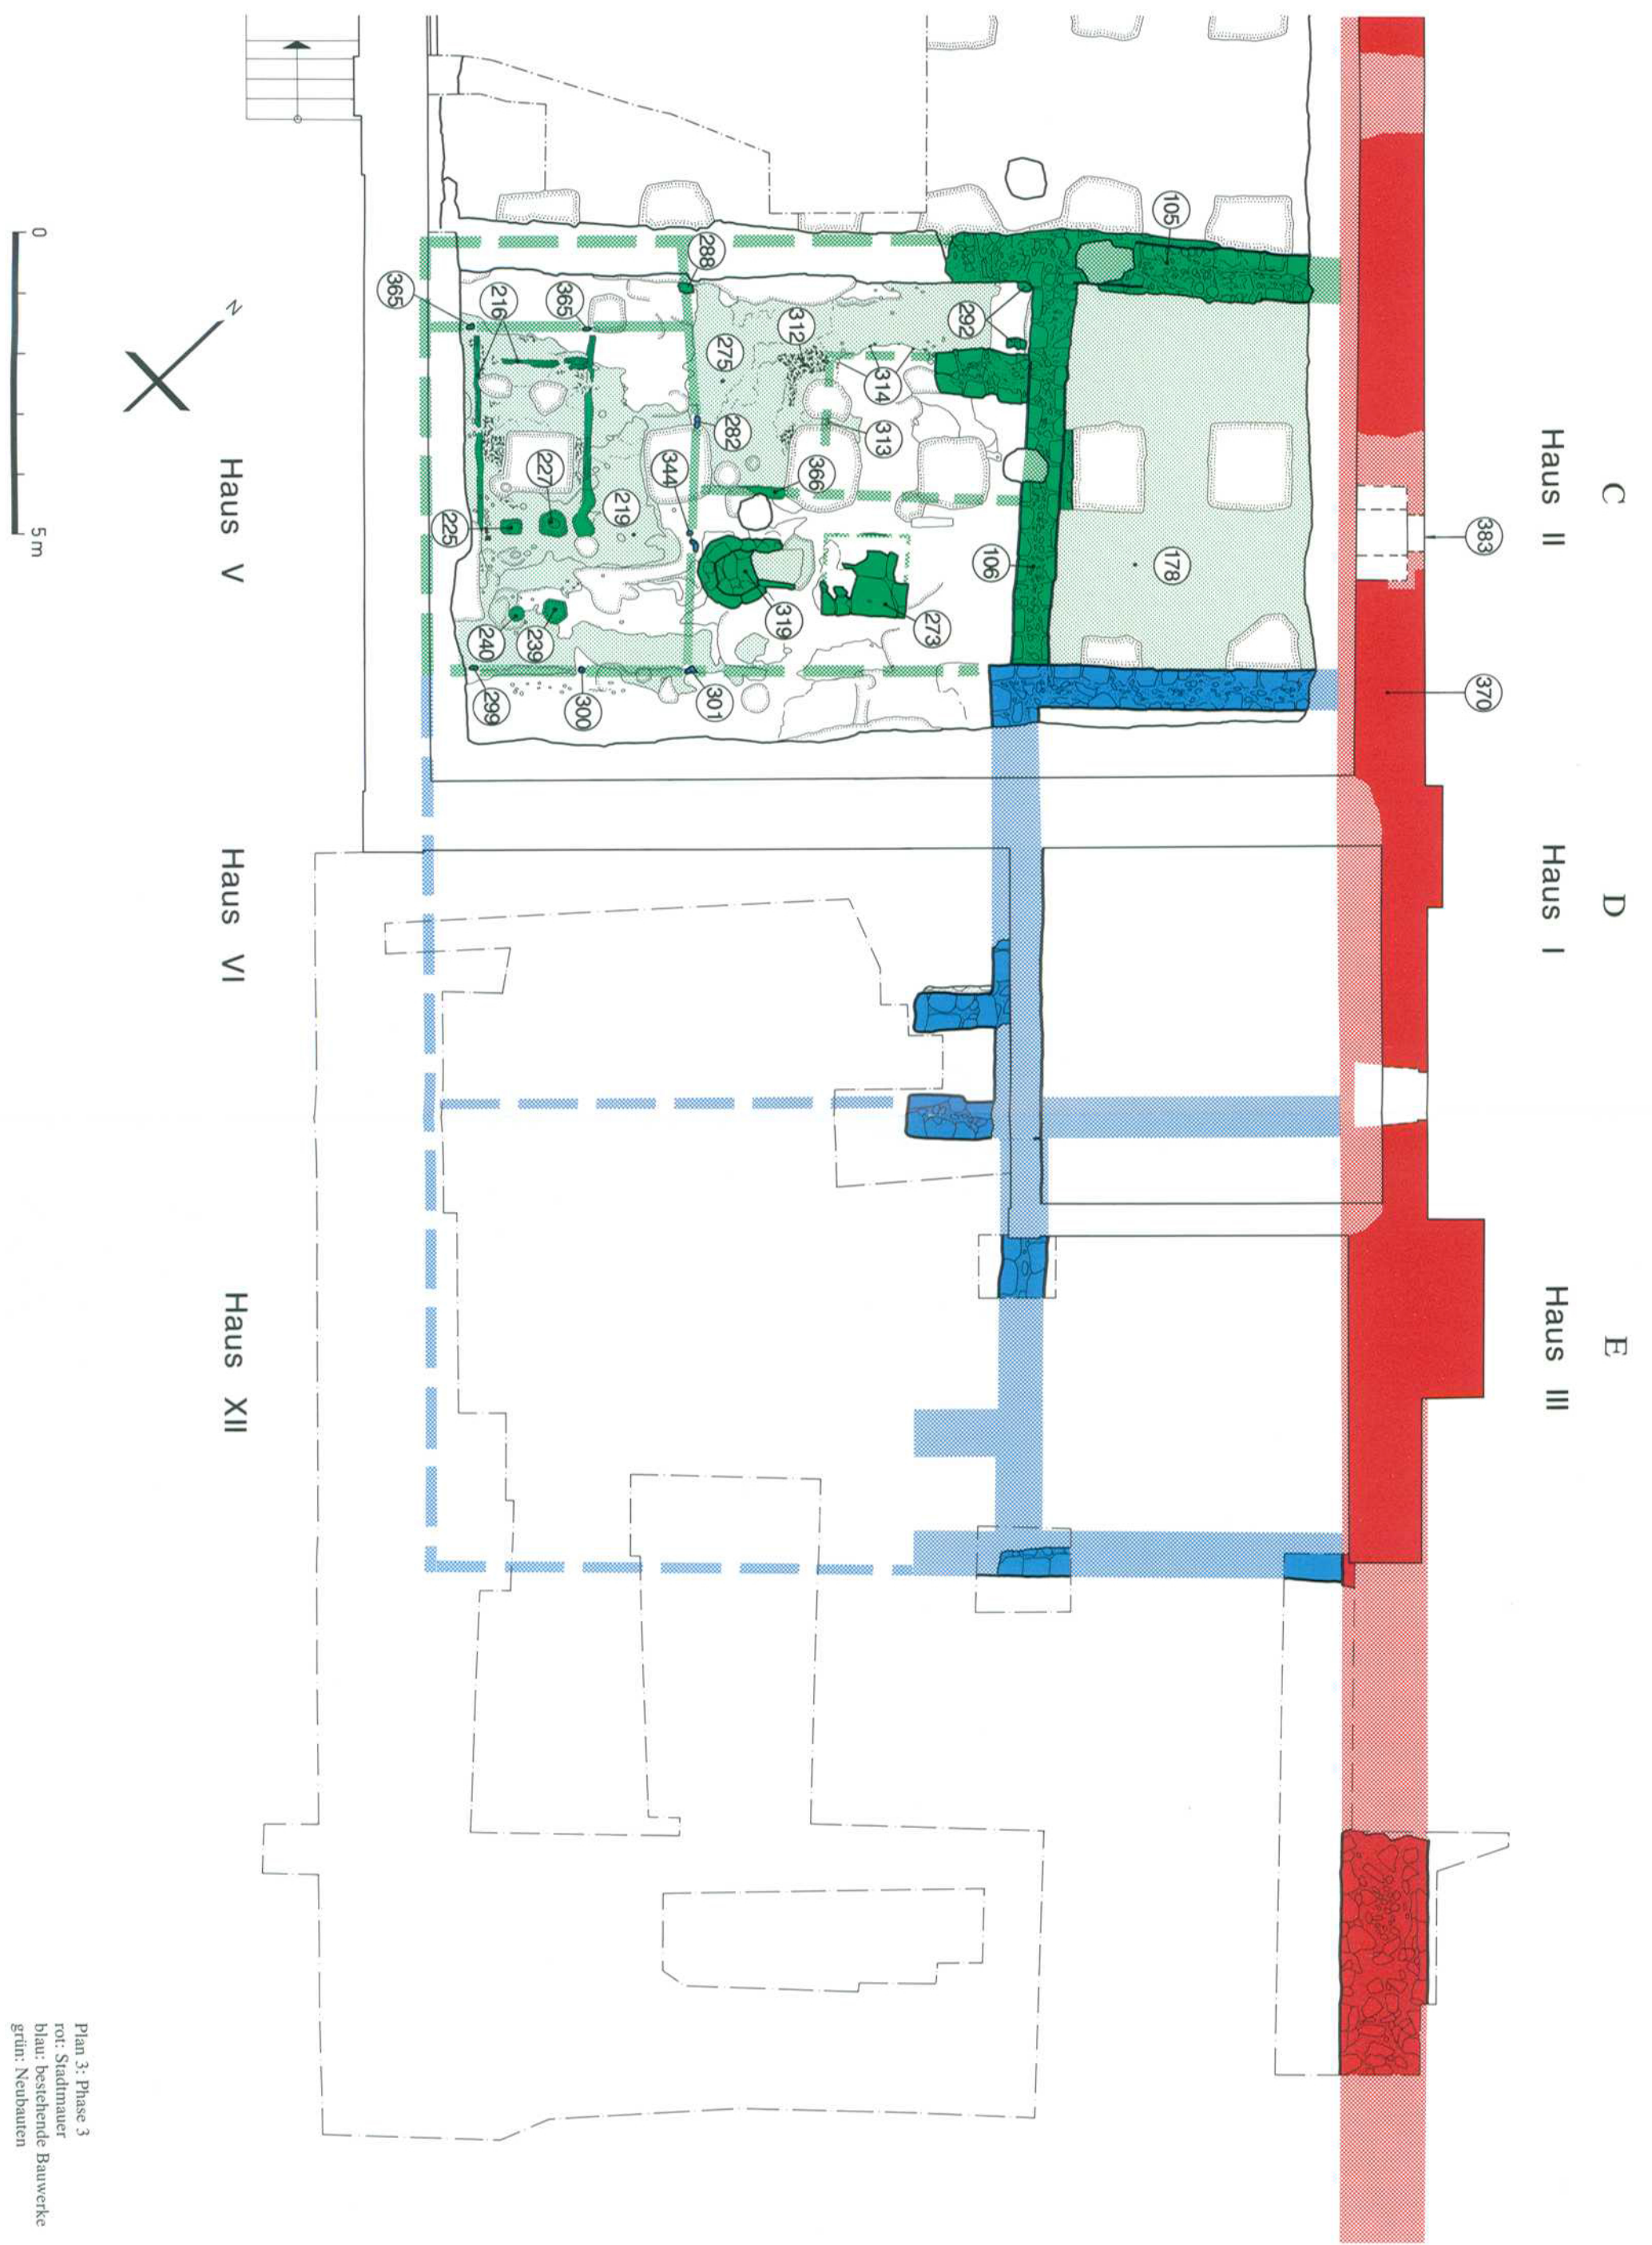 C
D
E
Haus II
Haus I
Haus III
383
370
105
178
106
292
288
312
275
314
313
282
366
344
319
273
365
216
365
227
219
225
240
239
299
300
301
N
Haus V
Haus VI
Haus XII
0
5 m
Plan 3: Phase 3
rot: Stadtmauer
blau: bestehende Bauwerke
grün: Neubauten